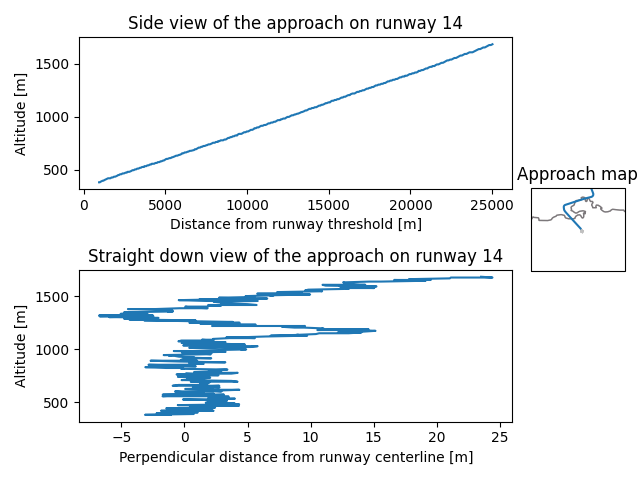 Side view of the approach on runway 14
Altitude [m]
1500
1000
500
0
5000
10000
15000
20000
25000
Distance from runway threshold [m]
Approach map
Straight down view of the approach on runway 14
Altitude [m]
1500
1000
500
−5
0
5
10
15
20
25
Perpendicular distance from runway centerline [m]